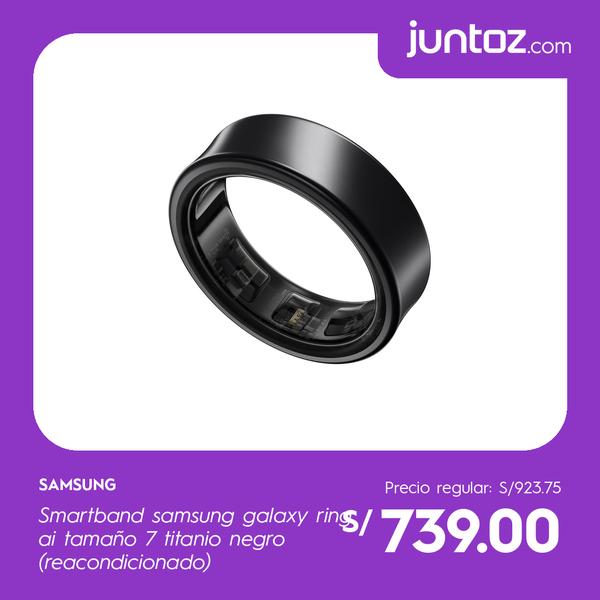 juntoz.com
SAMSUNG
Precio regular: S/923.75
Smartband samsung galaxy ring
ai tamaño 7 titanio negro
(reacondicionado)
S/739.00